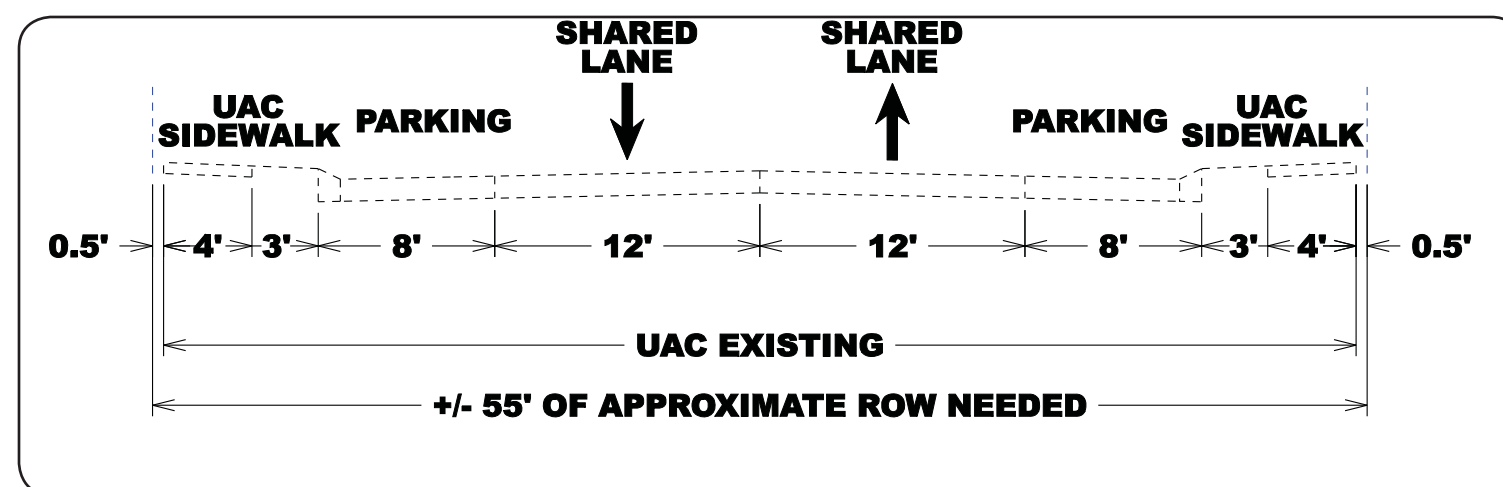 SHARED
LANE
SHARED
LANE
UAC
SIDEWALK
PARKING
PARKING
UAC
SIDEWALK
0.5' 4' 3' 8' 12' 12' 8' 3' 4' 0.5'
UAC EXISTING
+/- 55' OF APPROXIMATE ROW NEEDED